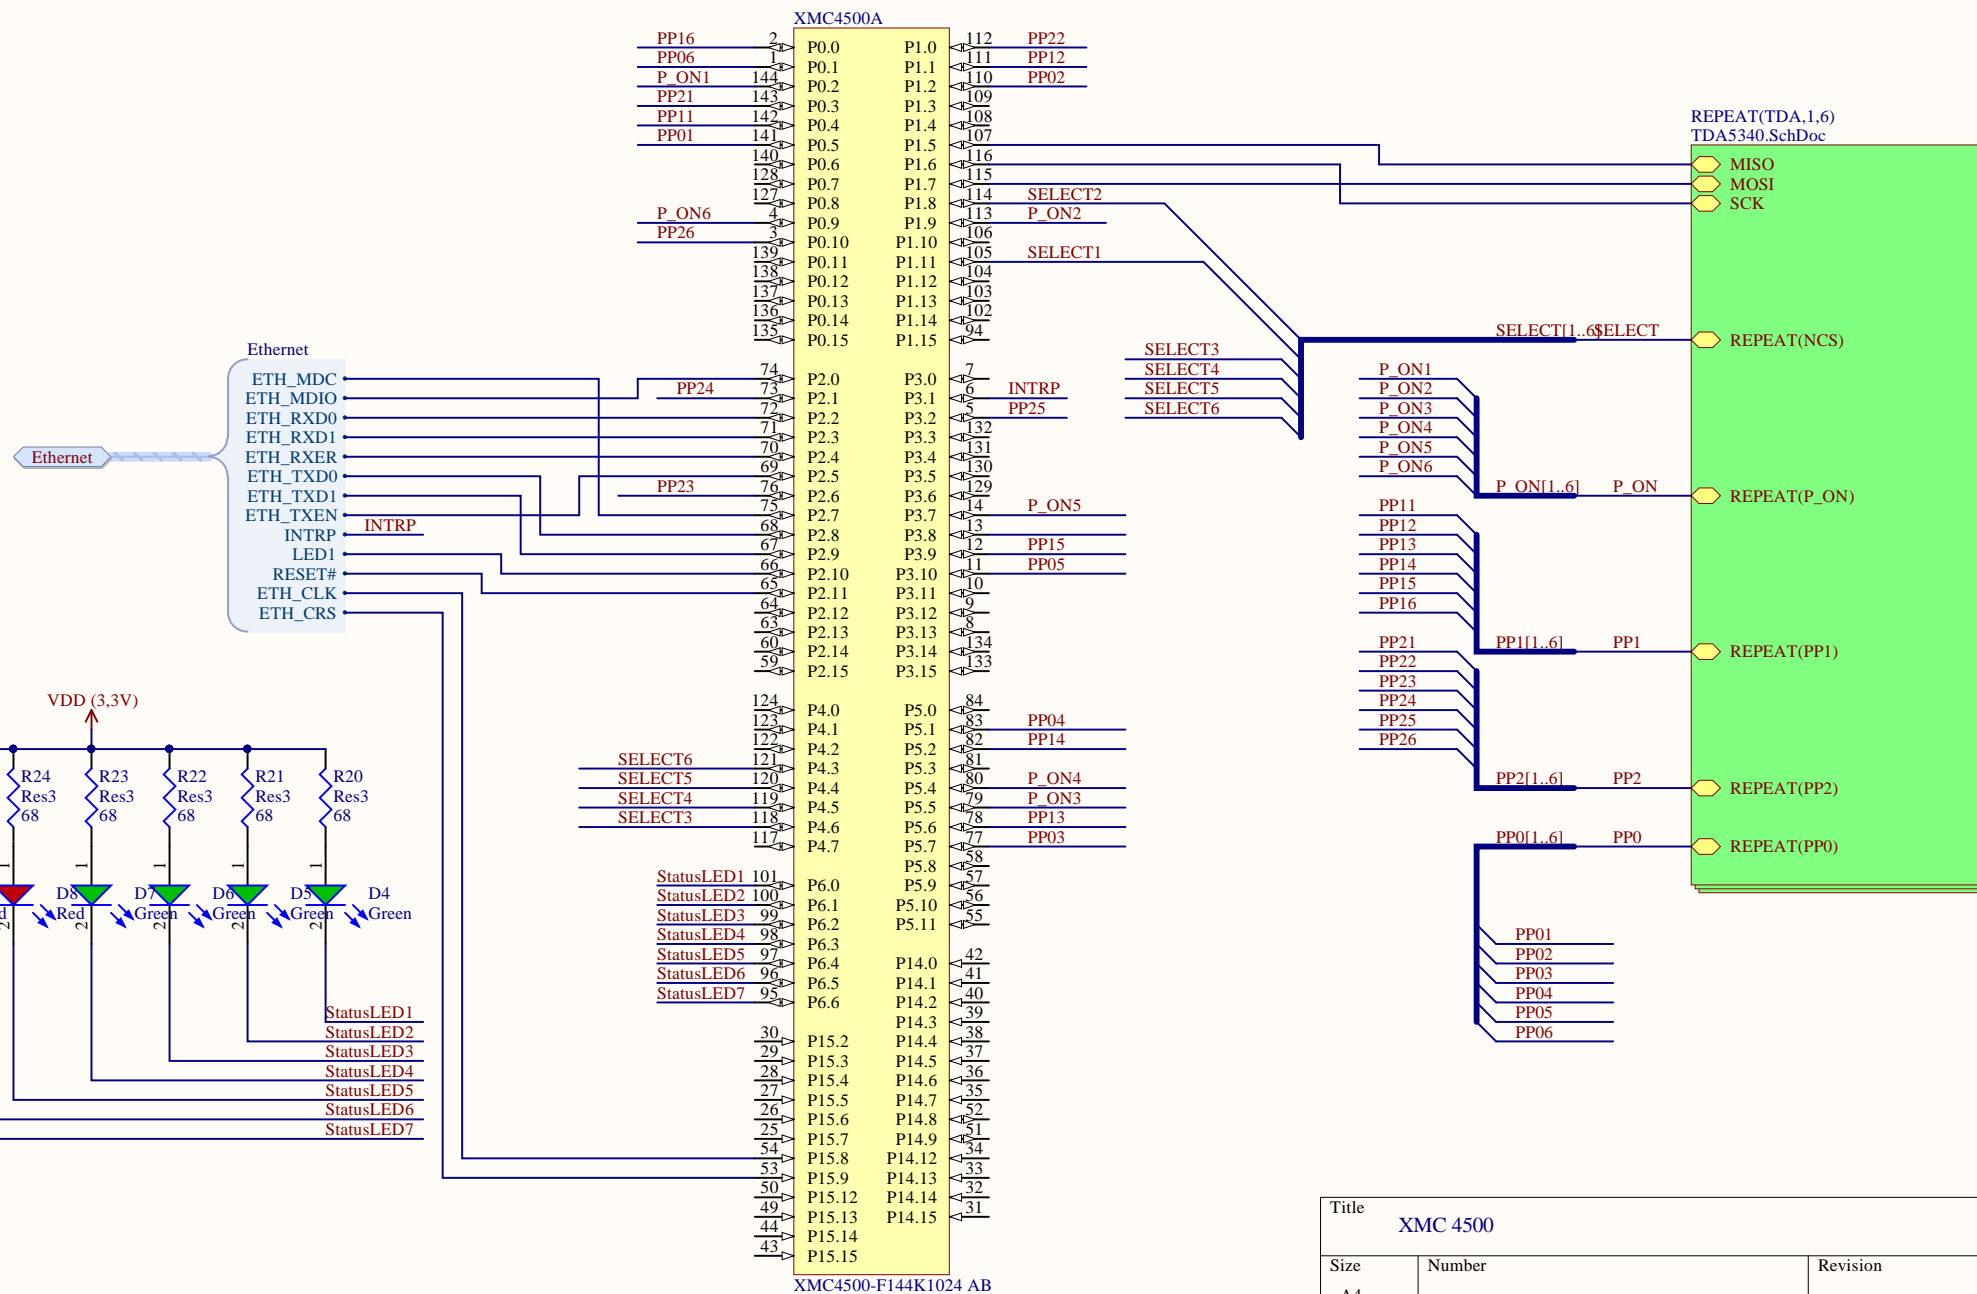 XMC4500A
PP16 2 P0.0 P1.0 112 PP22
PP06 1 P0.1 P1.1 111 PP12
P_ON1 144 P0.2 P1.2 110 PP02
PP21 143 P0.3 P1.3 109
PP11 142 P0.4 P1.4 108
PP01 141 P0.5 P1.5 107
140 P0.6 P1.6 116
128 P0.7 P1.7 115
127 P0.8 P1.8 114 SELECT2
P_ON6 4 P0.9 P1.9 113 P_ON2
PP26 3 P0.10 P1.10 106
139 P0.11 P1.11 105 SELECT1
138 P0.12 P1.12 104
137 P0.13 P1.13 103
136 P0.14 P1.14 102
135 P0.15 P1.15 94
74 P2.0 P3.0 7
PP24 73 P2.1 P3.1 6 INTRP
72 P2.2 P3.2 5 PP25
71 P2.3 P3.3 132
70 P2.4 P3.4 131
69 P2.5 P3.5 130
PP23 76 P2.6 P3.6 129
75 P2.7 P3.7 14 P_ON5
68 P2.8 P3.8 13
67 P2.9 P3.9 12 PP15
66 P2.10 P3.10 11 PP05
65 P2.11 P3.11 10
64 P2.12 P3.12 9
63 P2.13 P3.13 8
60 P2.14 P3.14 134
59 P2.15 P3.15 133
124 P4.0 P5.0 84
123 P4.1 P5.1 83 PP04
122 P4.2 P5.2 82 PP14
SELECT6 121 P4.3 P5.3 81
SELECT5 120 P4.4 P5.4 80 P_ON4
SELECT4 119 P4.5 P5.5 79 P_ON3
SELECT3 118 P4.6 P5.6 78 PP13
117 P4.7 P5.7 77 PP03
P5.8 58
StatusLED1 101 P6.0 P5.9 57
StatusLED2 100 P6.1 P5.10 56
StatusLED3 99 P6.2 P5.11 55
StatusLED4 98 P6.3
StatusLED5 97 P6.4 P14.0 42
StatusLED6 96 P6.5 P14.1 41
StatusLED7 95 P6.6 P14.2 40
P14.3 39
30 P15.2 P14.4 38
29 P15.3 P14.5 37
28 P15.4 P14.6 36
27 P15.5 P14.7 35
26 P15.6 P14.8 52
25 P15.7 P14.9 51
54 P15.8 P14.12 34
53 P15.9 P14.13 33
50 P15.12 P14.14 32
49 P15.13 P14.15 31
44 P15.14
43 P15.15
XMC4500-F144K1024 AB
Ethernet
Ethernet
ETH_MDC
ETH_MDIO
ETH_RXD0
ETH_RXD1
ETH_RXER
ETH_TXD0
ETH_TXD1
ETH_TXEN
INTRP INTRP
LED1
RESET#
ETH_CLK
ETH_CRS
VDD (3,3V)
R24 R23 R22 R21 R20
Res3 Res3 Res3 Res3 Res3
68 68 68 68 68
1 1 1 1 1
D8 D7 D6 D5 D4
d Red Green Green Green Green
2 2 2 2 2
StatusLED1
StatusLED2
StatusLED3
StatusLED4
StatusLED5
StatusLED6
StatusLED7
REPEAT(TDA,1,6)
TDA5340.SchDoc
MISO
MOSI
SCK
SELECT[1..6] SELECT REPEAT(NCS)
SELECT3
SELECT4
SELECT5
SELECT6
P_ON1
P_ON2
P_ON3
P_ON4
P_ON5
P_ON6
P_ON[1..6] P_ON REPEAT(P_ON)
PP11
PP12
PP13
PP14
PP15
PP16
PP1[1..6] PP1 REPEAT(PP1)
PP21
PP22
PP23
PP24
PP25
PP26
PP2[1..6] PP2 REPEAT(PP2)
PP0[1..6] PP0 REPEAT(PP0)
PP01
PP02
PP03
PP04
PP05
PP06
Title
XMC 4500
Size Number Revision
A4